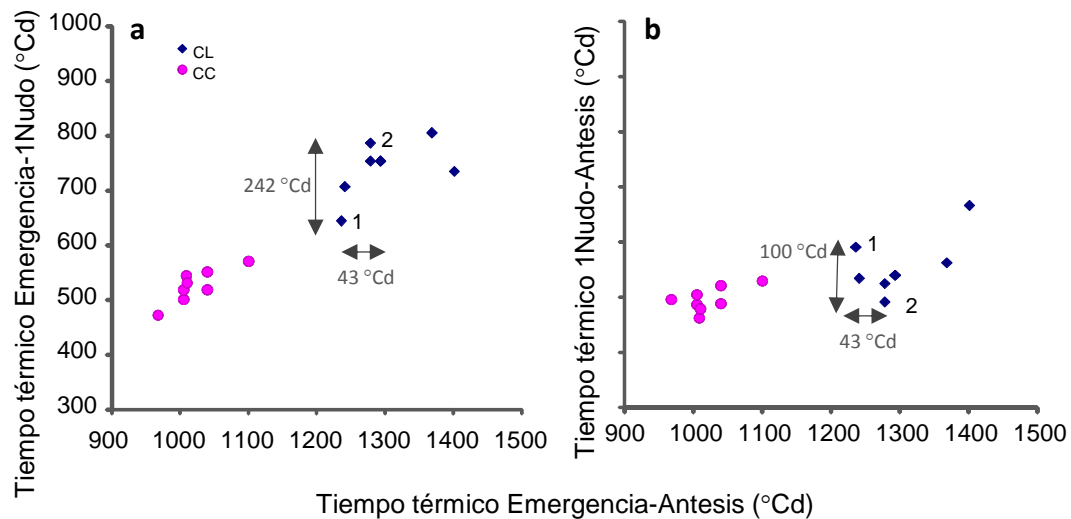 a
b
Tiempo térmico Emergencia-1Nudo (°Cd)
1000
900
800
700
600
500
400
300
CL
CC
2
242 °Cd
1
43 °Cd
900 1000 1100 1200 1300 1400 1500
Tiempo térmico 1Nudo-Antesis (°Cd)
1
100 °Cd
2
43 °Cd
900 1000 1100 1200 1300 1400 1500
Tiempo térmico Emergencia-Antesis (°Cd)